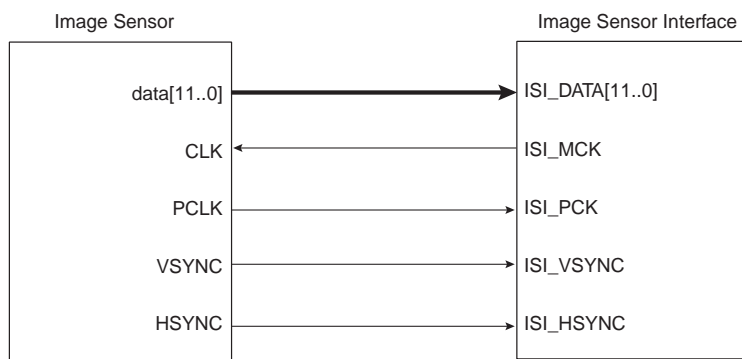 Image Sensor
Image Sensor Interface
data[11..0]
ISI_DATA[11..0]
CLK
ISI_MCK
PCLK
ISI_PCK
VSYNC
ISI_VSYNC
HSYNC
ISI_HSYNC